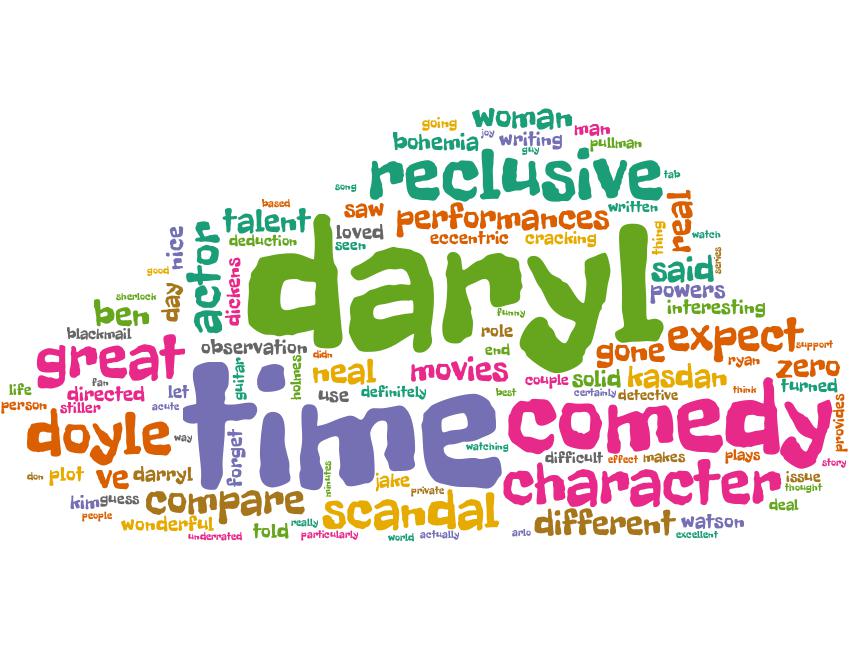 woman
going
joy
man
bohemia
writing
guy
pullman
reclusive
tab
song
based
saw
performances
written
real
talent
loved
thing
watch
deduction
seen
eccentric
cracking
series
nice
actor
dickens
daryl
said
good
powers
sherlock
day
interesting
ben
funny
blackmail
role
expect
observation
end
gone
support
great
didn
ryan
guitar
holmes
neal
movies
couple
solid
kasdan
zero
turned
fan
life
directed
let
use
definitely
best
certainly
detective
think
person
stiller
acute
time
comedy
provides
doyle
way
forget
watching
difficult
effect
makes
plays
story
don
plot
ve
darryl
minutes
jake
private
character
issue
thought
kim
guess
compare
scandal
deal
people
wonderful
told
really
different
watson
underrated
particularly
world
actually
arlo
excellent